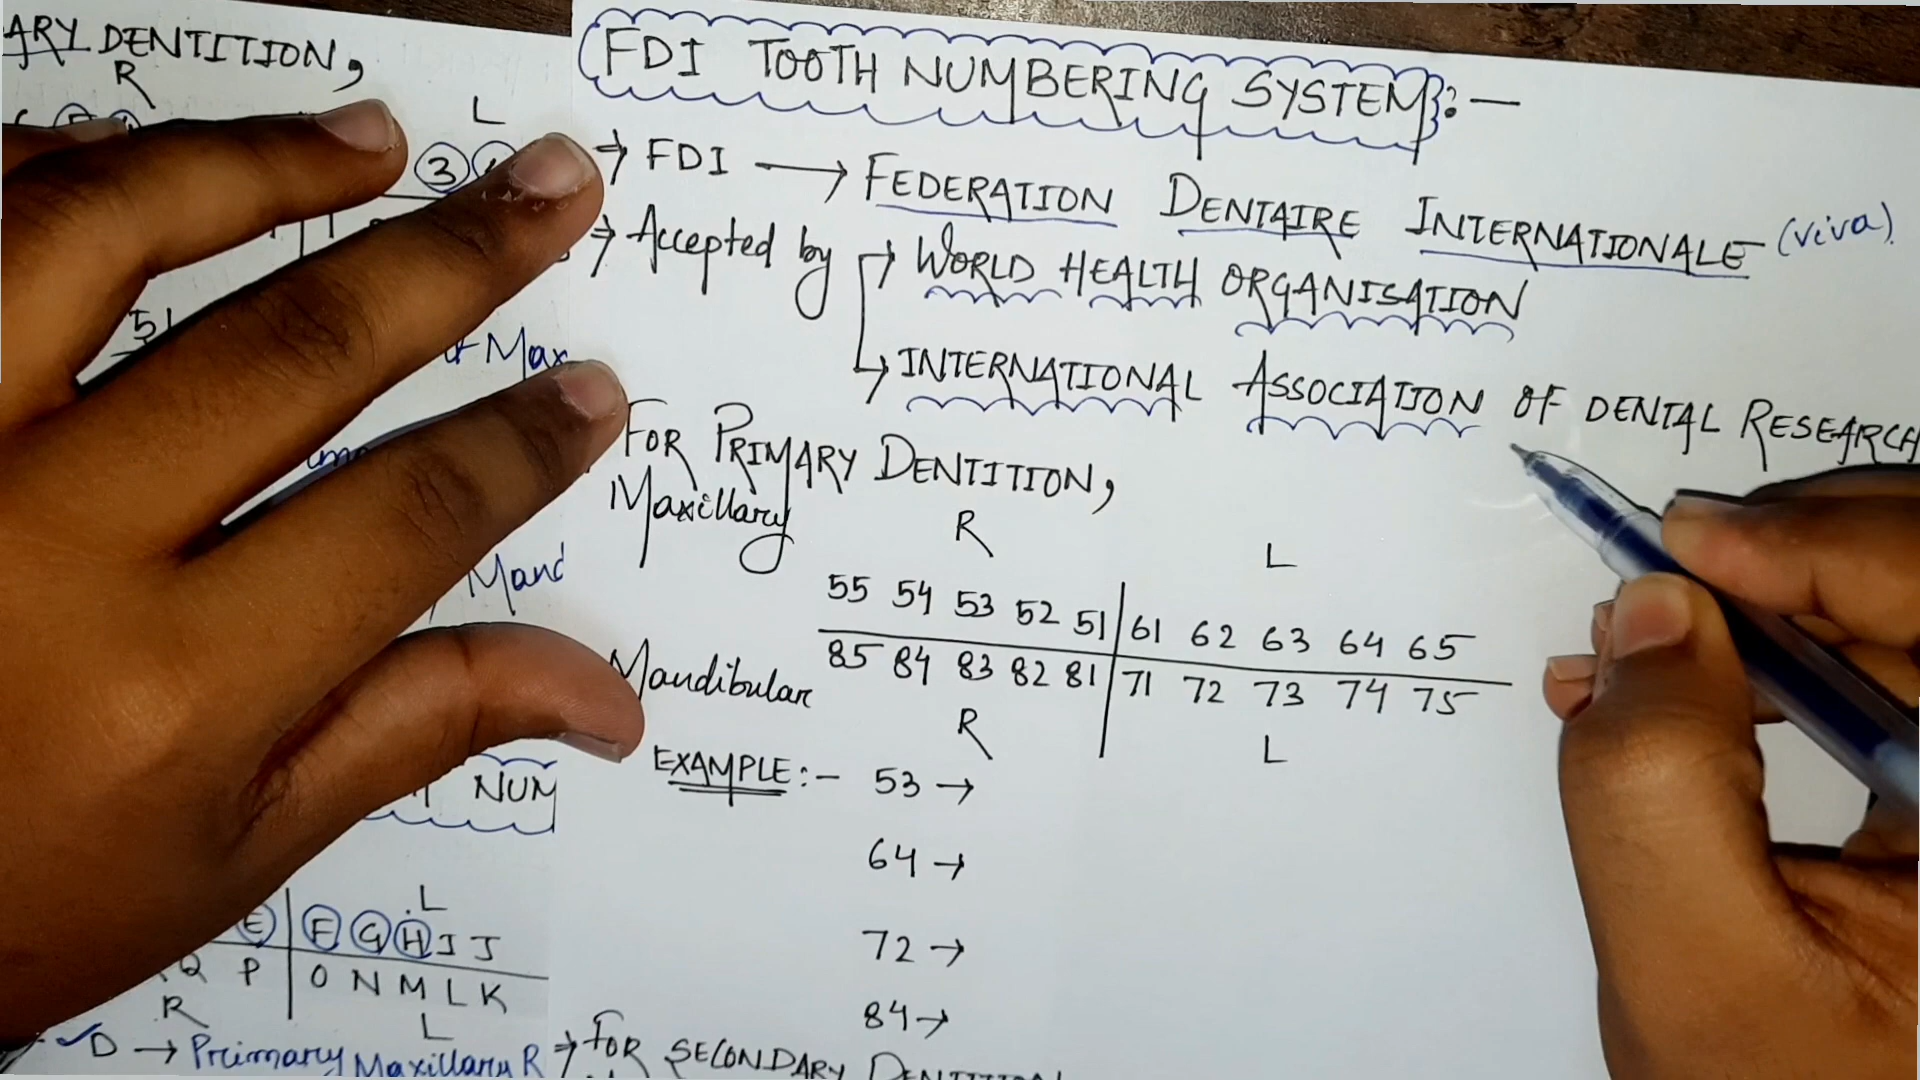 ARY DENTITION,
R
L
3
51
Max
Mand
NUM
L
E F G H I J
Q P O N M L K
R
L
D → Primary Maxillary R
FDI TOOTH NUMBERING SYSTEM :—
⇒ FDI → FEDERATION DENTAIRE INTERNATIONALE (viva).
⇒ Accepted by → WORLD HEALTH ORGANISATION
↳ INTERNATIONAL ASSOCIATION OF DENTAL RESEARCH
FOR PRIMARY DENTITION,
Maxillary
R L
55 54 53 52 51 | 61 62 63 64 65
Mandibular 85 84 83 82 81 | 71 72 73 74 75
R L
EXAMPLE :— 53 →
64 →
72 →
84 →
⇒ FOR SECONDARY DENTITION